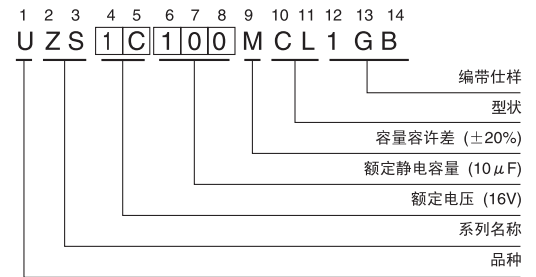 1 2 3 4 5 6 7 8 9 10 11 12 13 14
U Z S 1 C 1 0 0 M C L 1 G B
编带仕样
型状
容量容许差 (±20%)
额定静电容量 (10μF)
额定电压 (16V)
系列名称
品种